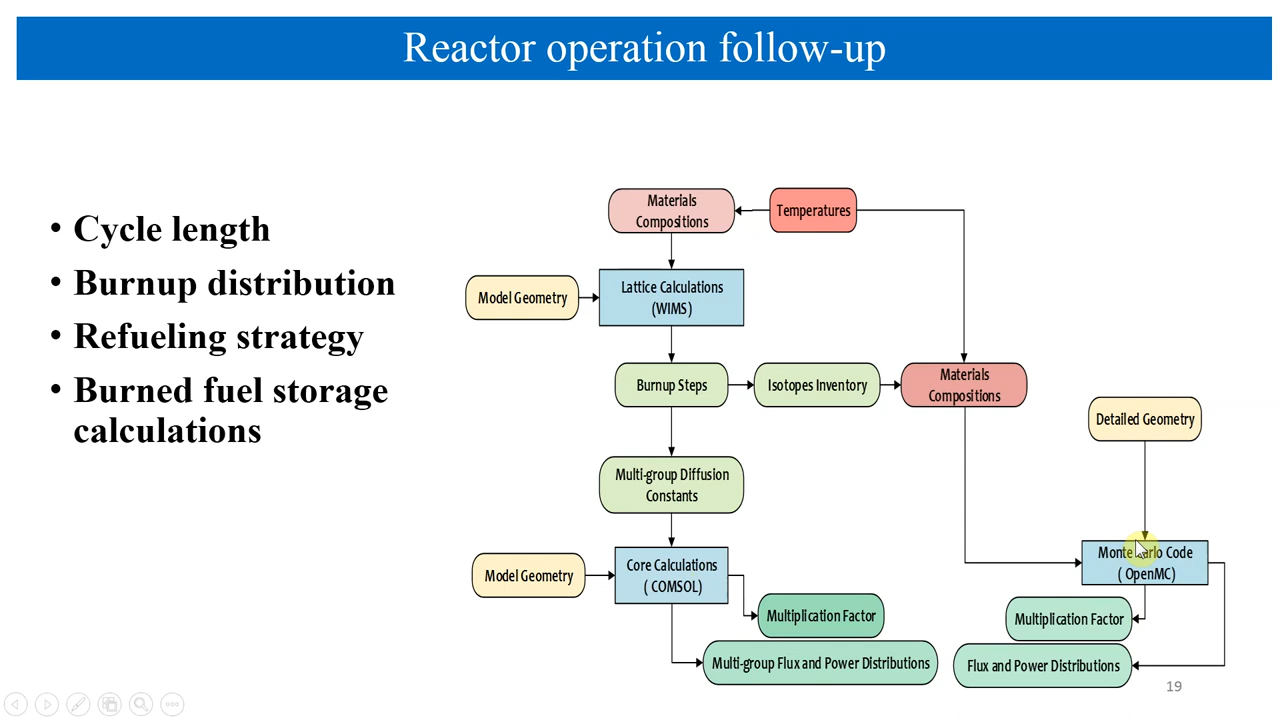 Reactor operation follow-up
• Cycle length
• Burnup distribution
• Refueling strategy
• Burned fuel storage
calculations
Materials
Compositions
Temperatures
Model Geometry
Lattice Calculations
(WIMS)
Burnup Steps
Isotopes Inventory
Materials
Compositions
Detailed Geometry
Multi-group Diffusion
Constants
Model Geometry
Core Calculations
( COMSOL)
Monte Carlo Code
( OpenMC)
Multiplication Factor
Multi-group Flux and Power Distributions
Multiplication Factor
Flux and Power Distributions
19